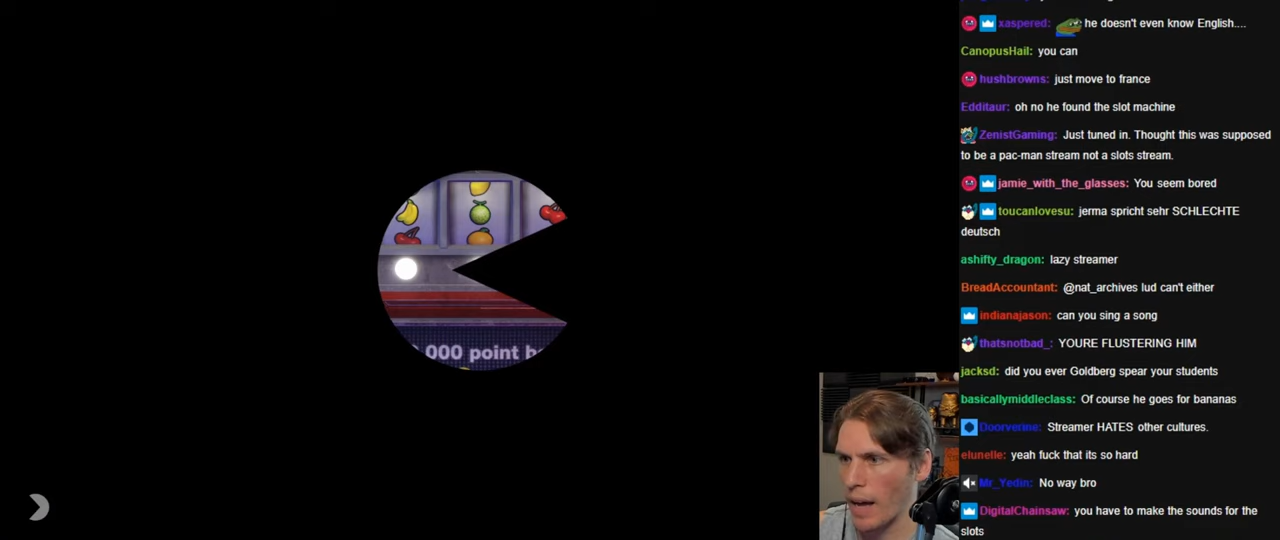 xaspered: he doesn't even know English....
CanopusHail: you can
hushbrowns: just move to france
Edditaur: oh no he found the slot machine
ZenistGaming: Just tuned in. Thought this was supposed
to be a pac-man stream not a slots stream.
jamie_with_the_glasses: You seem bored
toucanlovesu: jerma spricht sehr SCHLECHTE
deutsch
ashifty_dragon: lazy streamer
BreadAccountant: @nat_archives lud can't either
indianajason: can you sing a song
thatsnotbad_: YOURE FLUSTERING HIM
,000 point
jacksd: did you ever Goldberg spear your students
basicallymiddleclass: Of course he goes for bananas
Doorverine: Streamer HATES other cultures.
elunelle: yeah fuck that its so hard
Mr_Yedin: No way bro
DigitalChainsaw: you have to make the sounds for the
slots